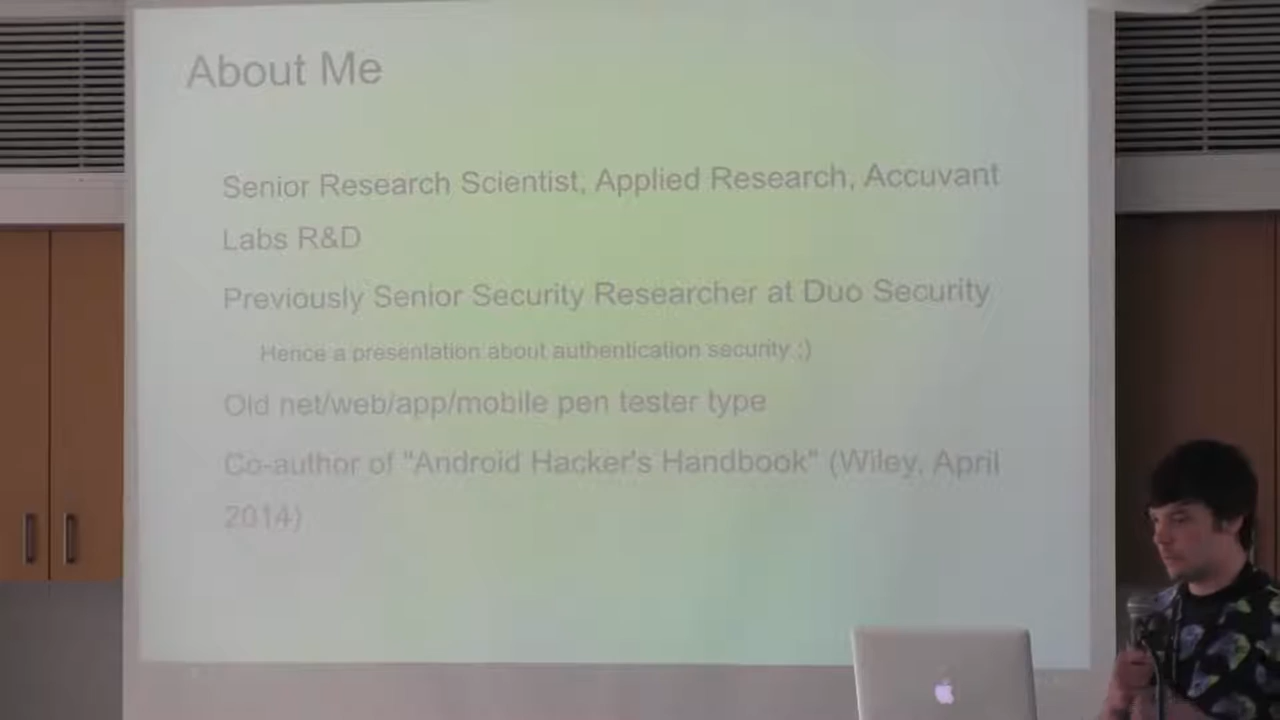 About Me
Senior Research Scientist, Applied Research, Accuvant
Labs R&D
Previously Senior Security Researcher at Duo Security
Hence a presentation about authentication security ;)
Old net/web/app/mobile pen tester type
Co-author of "Android Hacker's Handbook" (Wiley, April
2014)